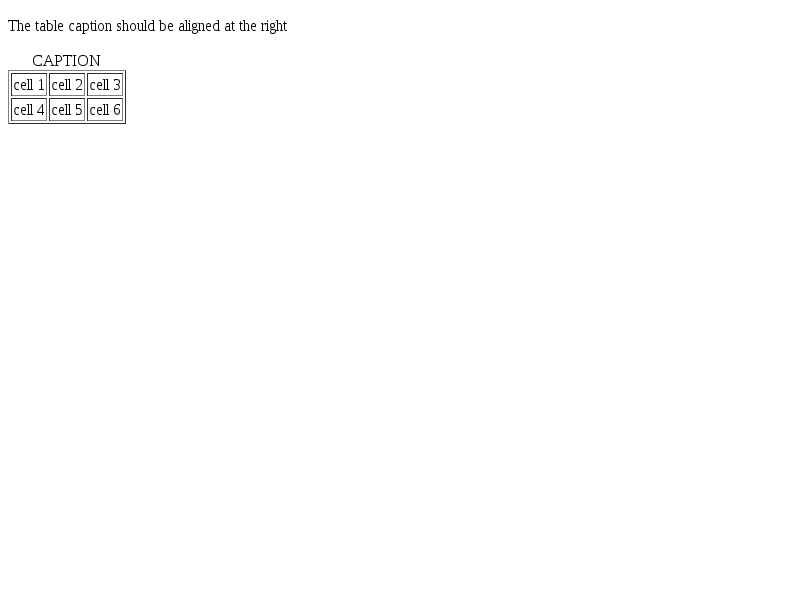 The table caption should be aligned at the right
CAPTION
cell 1 cell 2 cell 3
cell 4 cell 5 cell 6